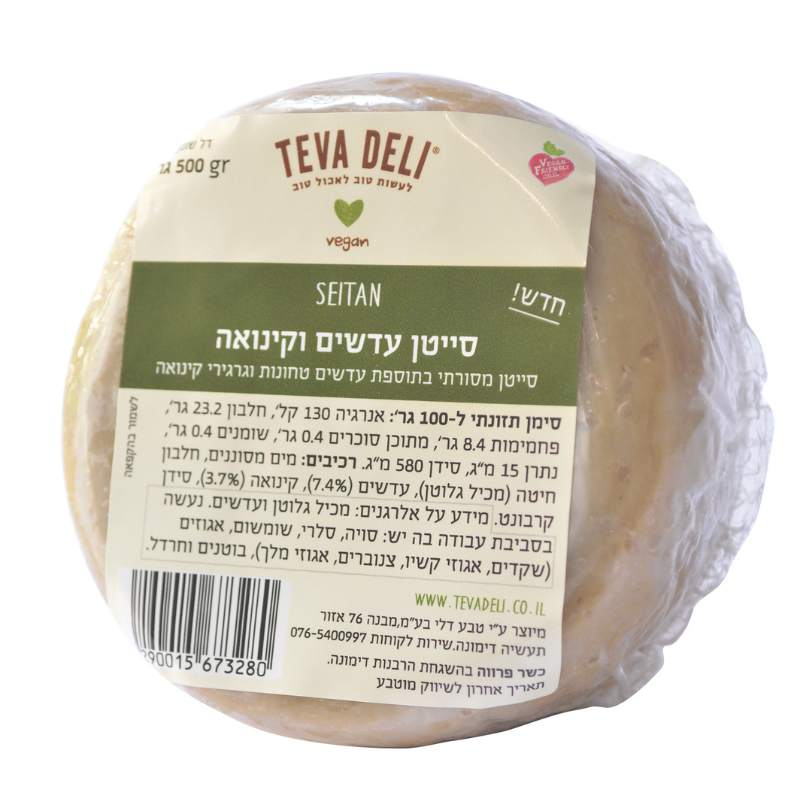 TEVA DELI®
לעשות טוב לאכול טוב
vegan
דל
500 gr גר
VEGAN
FRIENDLY
חדש!
SEITAN
סייטן עדשים וקינואה
סייטן מסורתי בתוספת עדשים טחונות וגרגירי קינואה
לשמור בהקפאה
סימן תזונתי ל-100 גר': אנרגיה 130 קל', חלבון 23.2 גר',
פחמימות 8.4 גר', מתוכן סוכרים 0.4 גר', שומנים 0.4 גר',
נתרן 15 מ"ג, סידן 580 מ"ג. רכיבים: מים מסוננים, חלבון
חיטה (מכיל גלוטן), עדשים (7.4%), קינואה (3.7%), סידן
קרבונט. מידע על אלרגנים: מכיל גלוטן ועדשים. נעשה
בסביבת עבודה בה יש: סויה, סלרי, שומשום, אגוזים
(שקדים, אגוזי קשיו, צנוברים, אגוזי מלך), בוטנים וחרדל.
WWW.TEVADELI.CO.IL
מיוצר ע"י טבע דלי בע"מ,מבנה 76 אזור
תעשיה דימונה.שירות לקוחות 076-5400997
כשר פרווה בהשגחת הרבנות דימונה.
תאריך אחרון לשיווק מוטבע
290015 673280